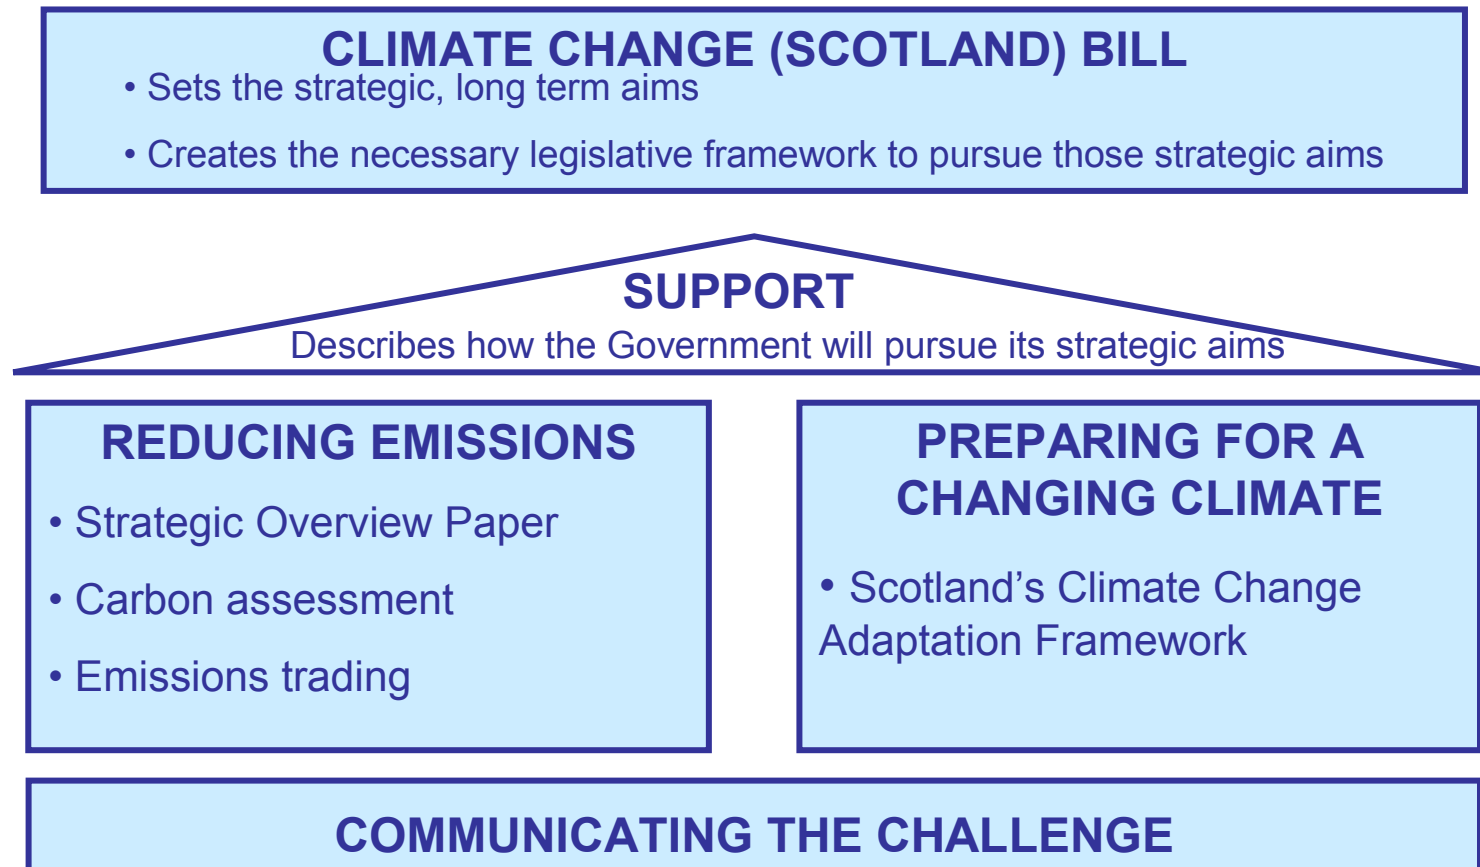 CLIMATE CHANGE (SCOTLAND) BILL
• Sets the strategic, long term aims
• Creates the necessary legislative framework to pursue those strategic aims
SUPPORT
Describes how the Government will pursue its strategic aims
REDUCING EMISSIONS
• Strategic Overview Paper
• Carbon assessment
• Emissions trading
PREPARING FOR A
CHANGING CLIMATE
• Scotland’s Climate Change
Adaptation Framework
COMMUNICATING THE CHALLENGE